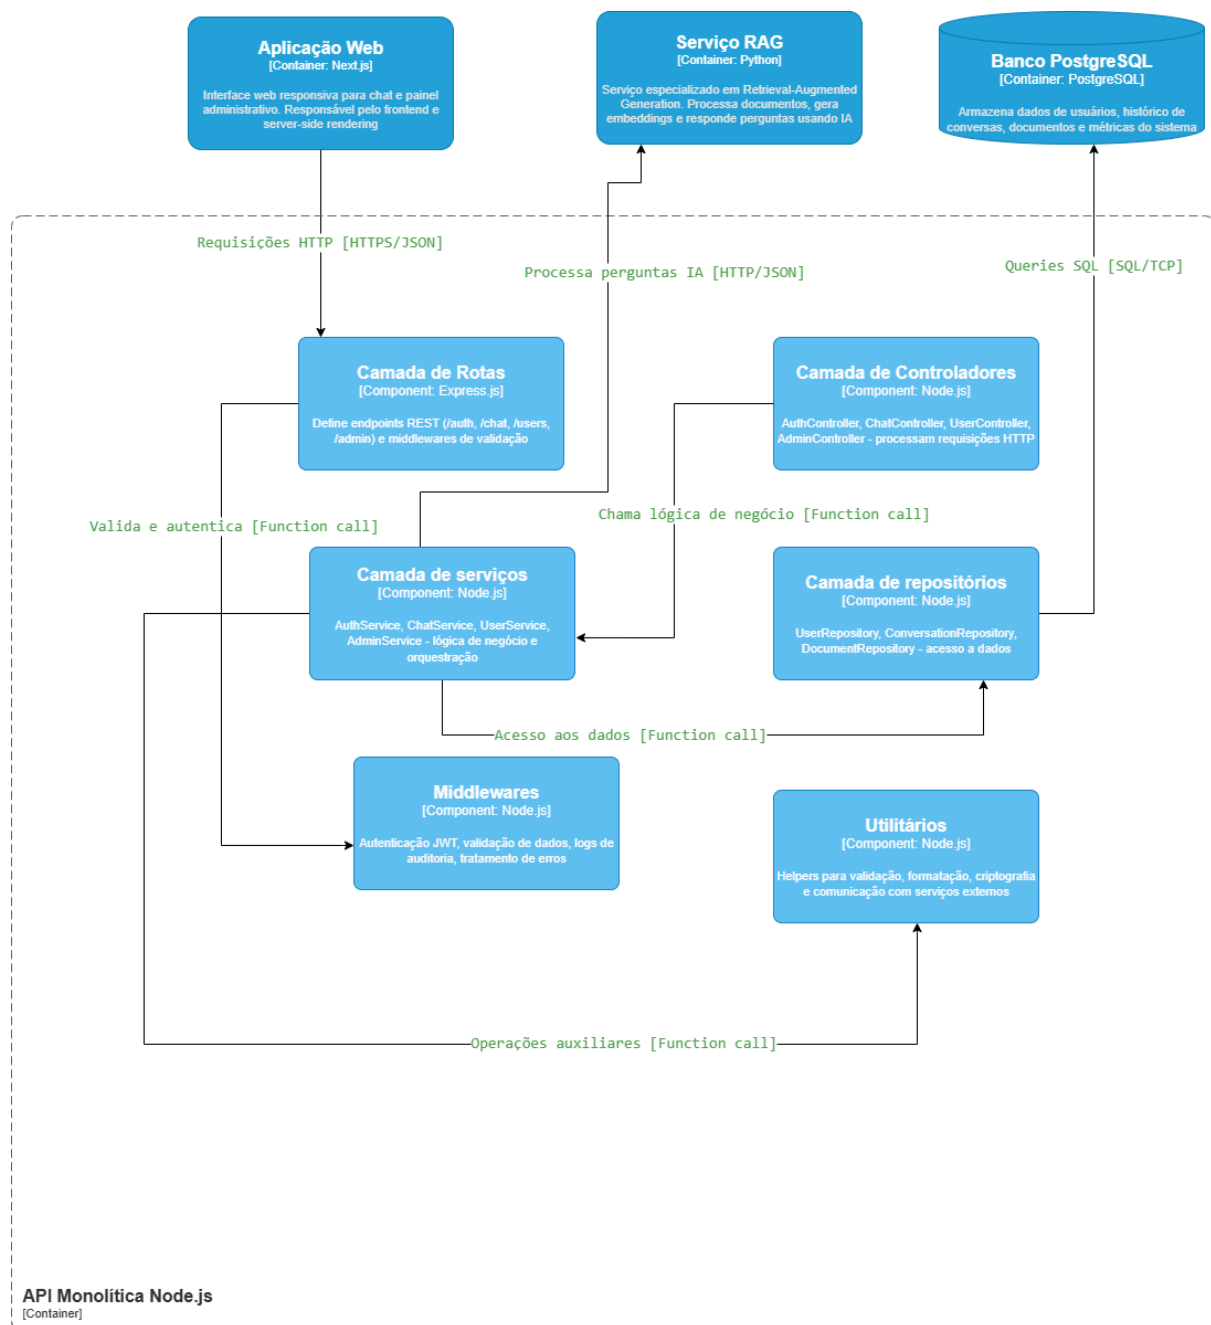 Aplicação Web
[Container: Next.js]
Interface web responsiva para chat e painel
administrativo. Responsável pelo frontend e
server-side rendering
Serviço RAG
[Container: Python]
Serviço especializado em Retrieval-Augmented
Generation. Processa documentos, gera
embeddings e responde perguntas usando IA
Banco PostgreSQL
[Container: PostgreSQL]
Armazena dados de usuários, histórico de
conversas, documentos e métricas do sistema
Requisições HTTP [HTTPS/JSON]
Processa perguntas IA [HTTP/JSON]
Queries SQL [SQL/TCP]
Camada de Rotas
[Component: Express.js]
Define endpoints REST (/auth, /chat, /users,
/admin) e middlewares de validação
Camada de Controladores
[Component: Node.js]
AuthController, ChatController, UserController,
AdminController - processam requisições HTTP
Valida e autentica [Function call]
Chama lógica de negócio [Function call]
Camada de serviços
[Component: Node.js]
AuthService, ChatService, UserService,
AdminService - lógica de negócio e
orquestração
Camada de repositórios
[Component: Node.js]
UserRepository, ConversationRepository,
DocumentRepository - acesso a dados
Acesso aos dados [Function call]
Middlewares
[Component: Node.js]
Autenticação JWT, validação de dados, logs de
auditoria, tratamento de erros
Utilitários
[Component: Node.js]
Helpers para validação, formatação, criptografia
e comunicação com serviços externos
Operações auxiliares [Function call]
API Monolítica Node.js
[Container]